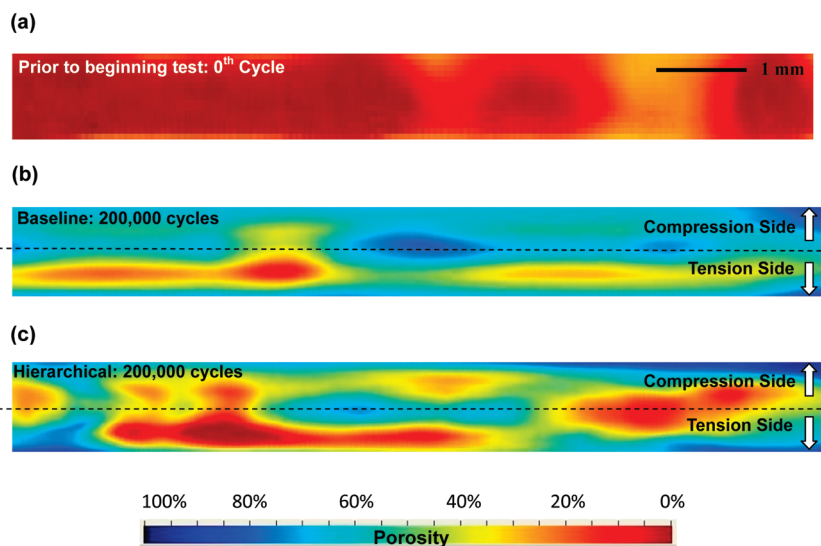 (a)
Prior to beginning test: 0th Cycle
1 mm
(b)
Baseline: 200,000 cycles
Compression Side
Tension Side
(c)
Hierarchical: 200,000 cycles
Compression Side
Tension Side
100% 80% 60% 40% 20% 0%
Porosity